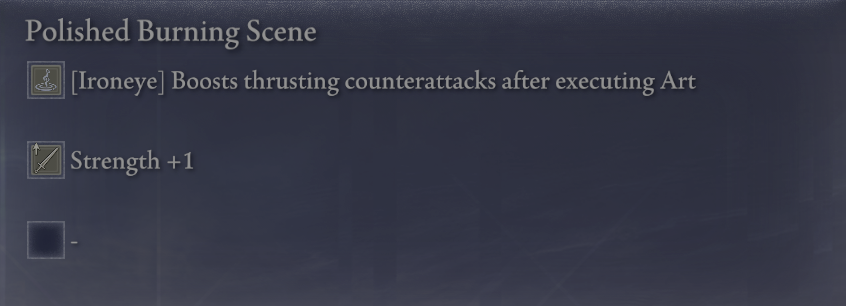 Polished Burning Scene
[Ironeye] Boosts thrusting counterattacks after executing Art
Strength +1
-